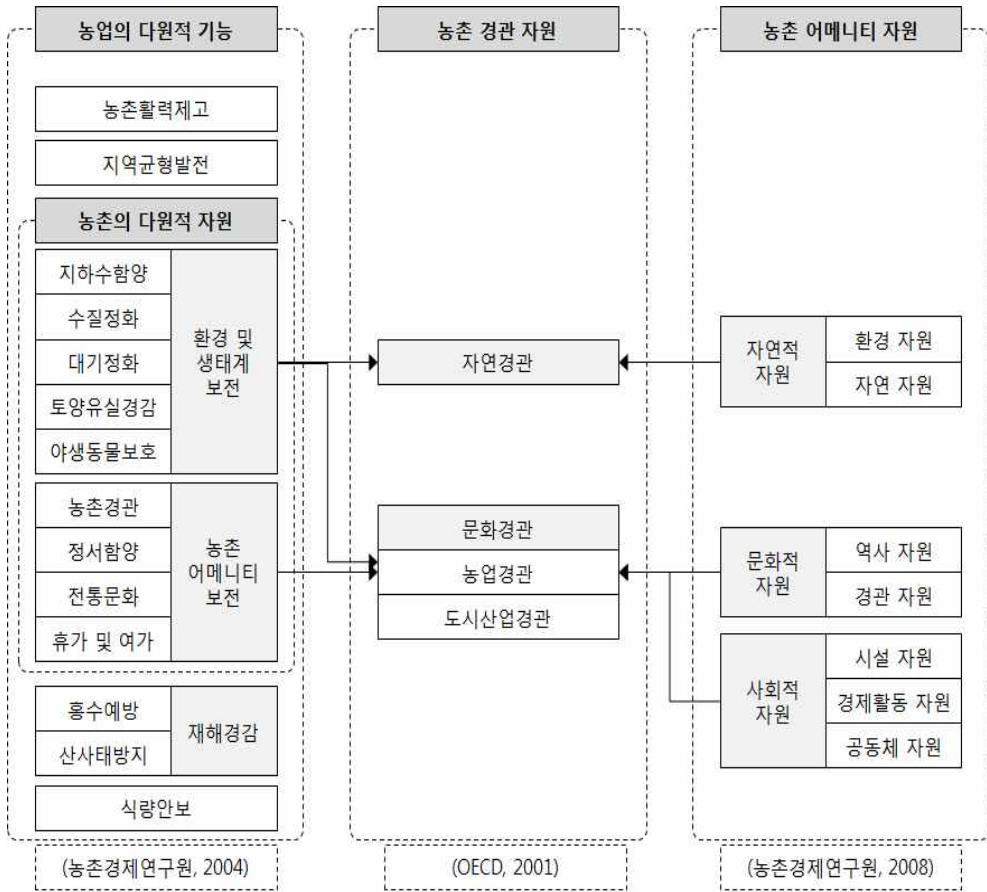 농업의 다원적 기능
농촌활력제고
지역균형발전
농촌의 다원적 자원
지하수함양
수질정화
대기정화
토양유실경감
야생동물보호
환경 및
생태계
보전
농촌경관
정서함양
전통문화
휴가 및 여가
농촌
어메니티
보전
홍수예방
산사태방지
재해경감
식량안보
(농촌경제연구원, 2004)
농촌 경관 자원
자연경관
문화경관
농업경관
도시산업경관
(OECD, 2001)
농촌 어메니티 자원
자연적
자원
환경 자원
자연 자원
문화적
자원
역사 자원
경관 자원
사회적
자원
시설 자원
경제활동 자원
공동체 자원
(농촌경제연구원, 2008)